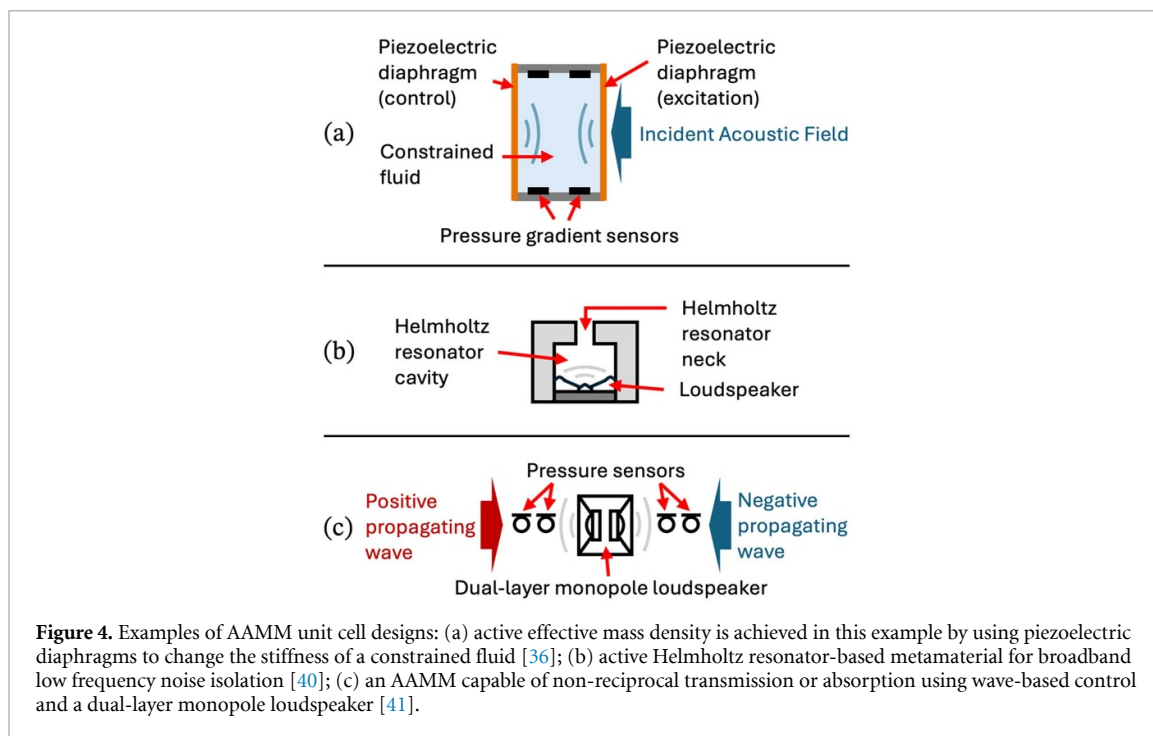 Piezoelectric
diaphragm
(control)
Piezoelectric
diaphragm
(excitation)
(a)
Incident Acoustic Field
Constrained
fluid
Pressure gradient sensors
Helmholtz
resonator
neck
Helmholtz
resonator
cavity
(b)
Loudspeaker
Pressure sensors
Positive
propagating
wave
(c)
Negative
propagating
wave
Dual-layer monopole loudspeaker
Figure 4. Examples of AAMM unit cell designs: (a) active effective mass density is achieved in this example by using piezoelectric
diaphragms to change the stiffness of a constrained fluid [36]; (b) active Helmholtz resonator-based metamaterial for broadband
low frequency noise isolation [40]; (c) an AAMM capable of non-reciprocal transmission or absorption using wave-based control
and a dual-layer monopole loudspeaker [41].